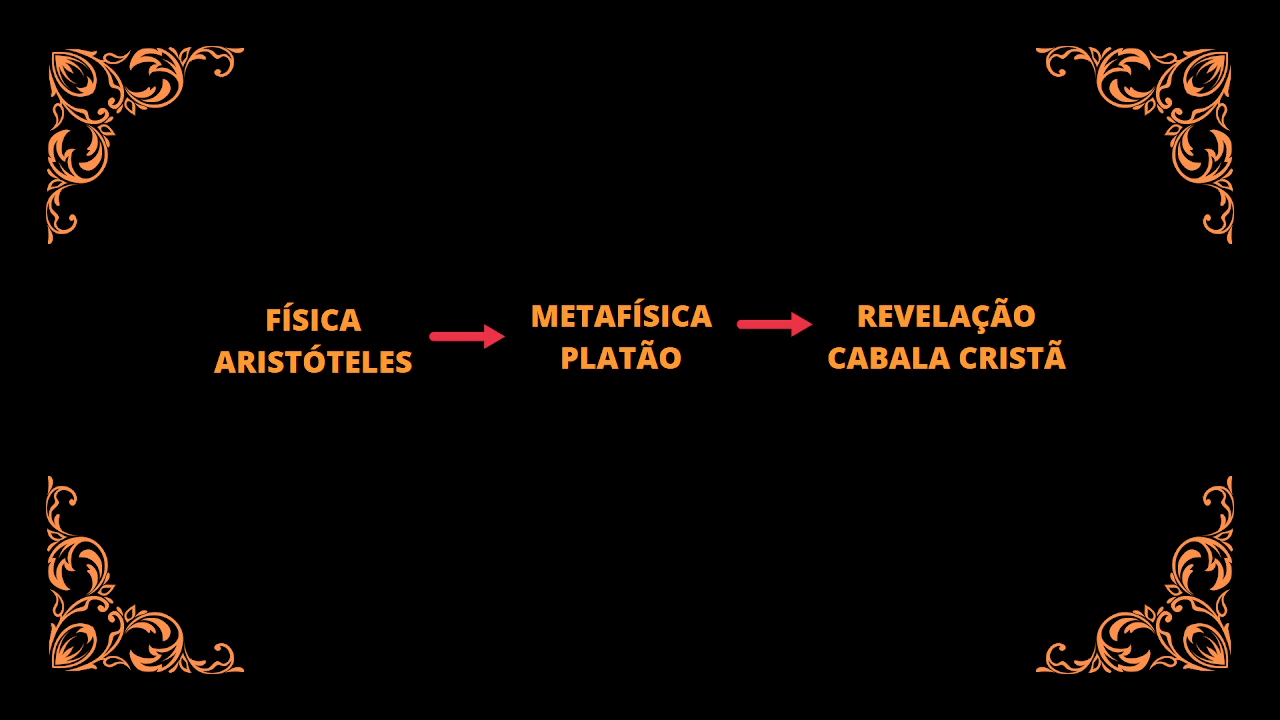 FÍSICA
ARISTÓTELES
METAFÍSICA
PLATÃO
REVELAÇÃO
CABALA CRISTÃ